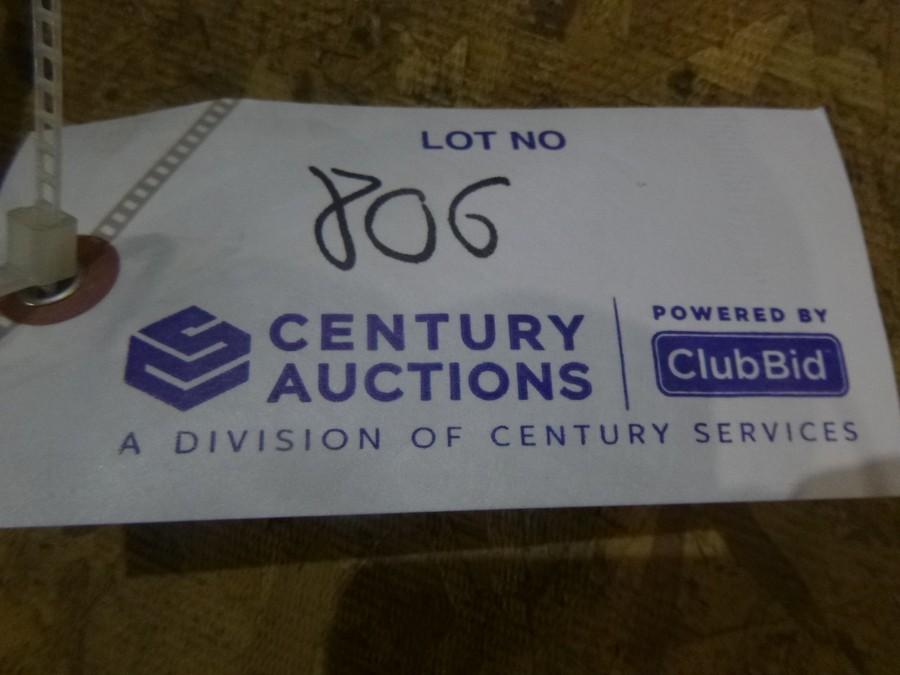 LOT NO
806
CENTURY AUCTIONS
POWERED BY
ClubBid
A DIVISION OF CENTURY SERVICES